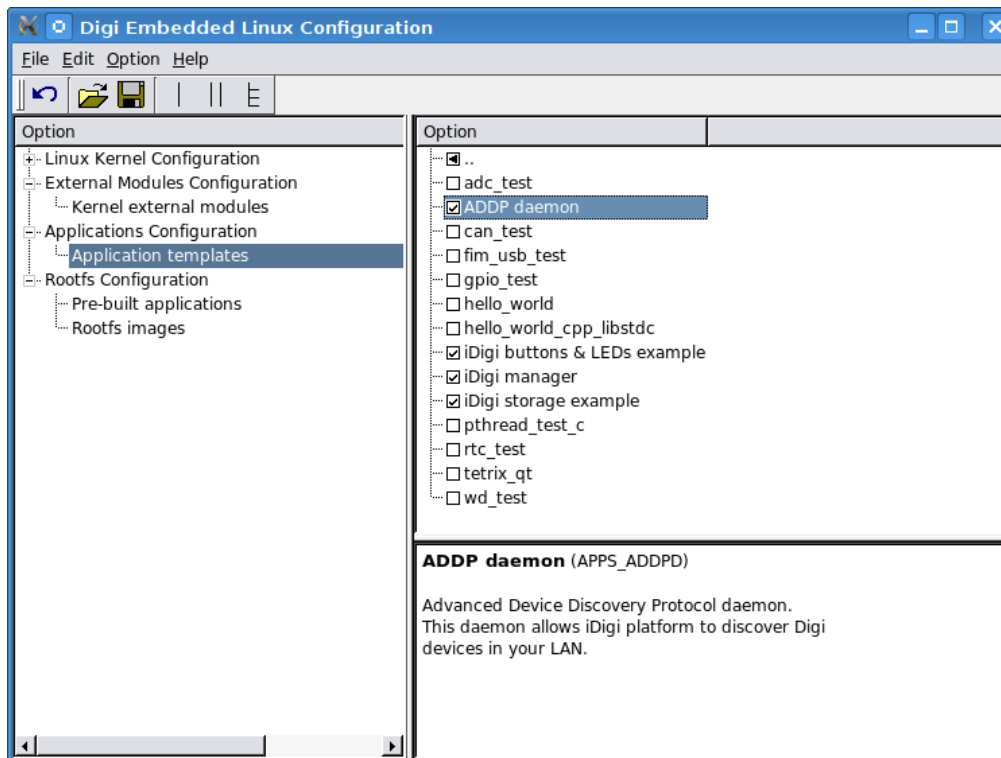 Digi Embedded Linux Configuration
File Edit Option Help
Option
Linux Kernel Configuration
External Modules Configuration
Kernel external modules
Applications Configuration
Application templates
Rootfs Configuration
Pre-built applications
Rootfs images
Option
..
adc_test
ADDP daemon
can_test
fim_usb_test
gpio_test
hello_world
hello_world_cpp_libstdc
iDigi buttons & LEDs example
iDigi manager
iDigi storage example
pthread_test_c
rtc_test
tetrix_qt
wd_test
ADDP daemon (APPS_ADDPD)
Advanced Device Discovery Protocol daemon.
This daemon allows iDigi platform to discover Digi
devices in your LAN.